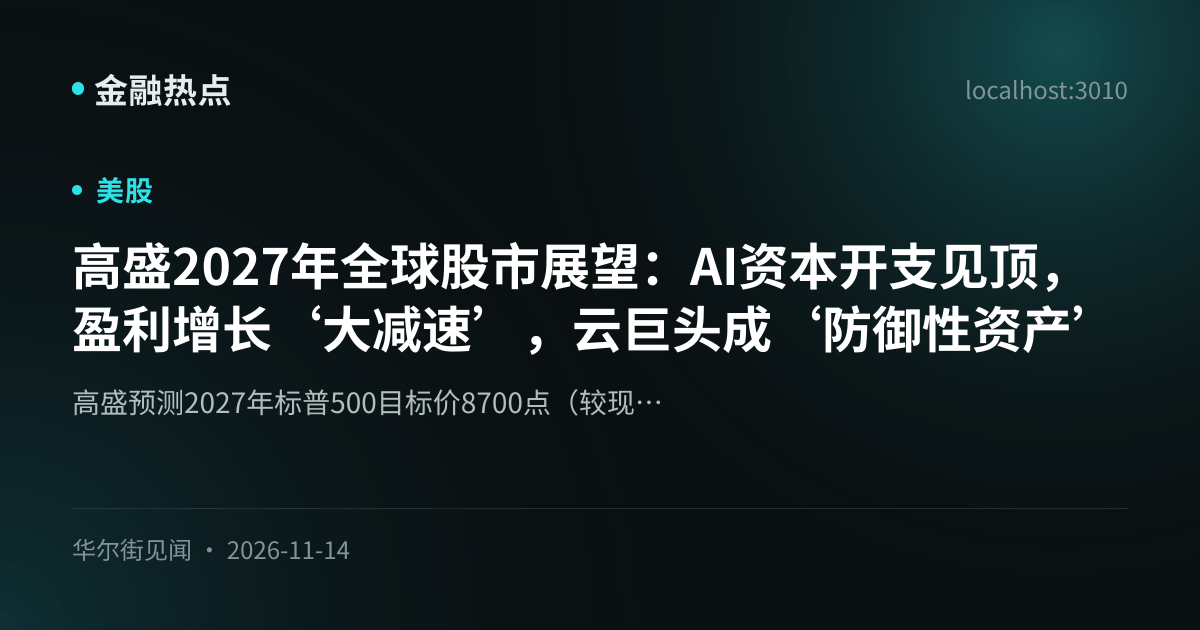 金融热点
localhost:3010
美股
高盛2027年全球股市展望：AI资本开支见顶，
盈利增长‘大减速’，云巨头成‘防御性资产’
高盛预测2027年标普500目标价8700点（较现…
华尔街见闻 · 2026-11-14